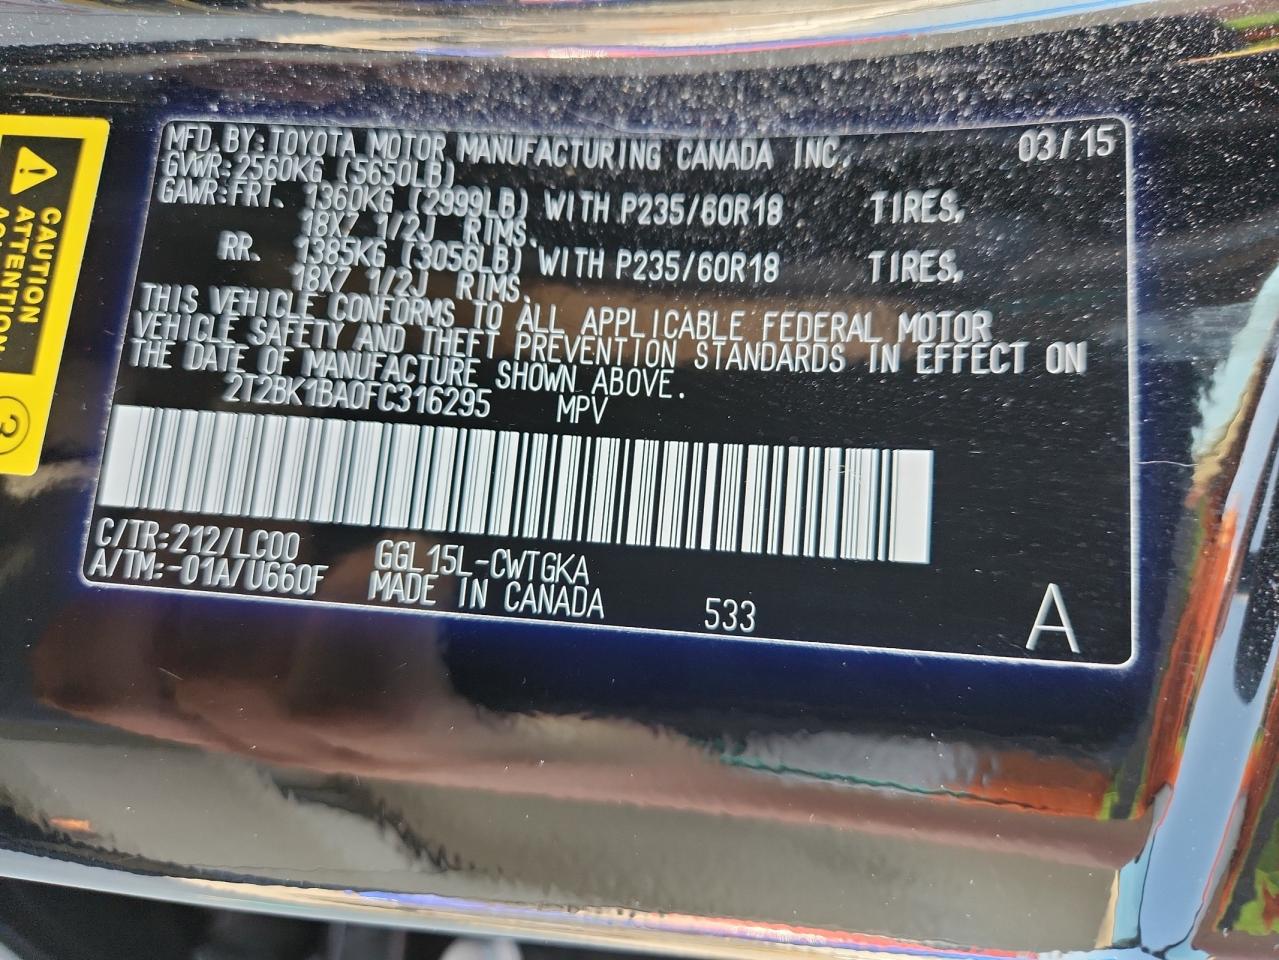 MFD. BY: TOYOTA MOTOR MANUFACTURING CANADA INC. 03/15
GVWR: 2560KG (5650LB)
GAWR: FRT. 1360KG (2999LB) WITH P235/60R18 TIRES,
18X7 1/2J RIMS.
RR. 1385KG (3056LB) WITH P235/60R18 TIRES,
18X7 1/2J RIMS.
THIS VEHICLE CONFORMS TO ALL APPLICABLE FEDERAL MOTOR
VEHICLE SAFETY AND THEFT PREVENTION STANDARDS IN EFFECT ON
THE DATE OF MANUFACTURE SHOWN ABOVE.
2T2BK1BA0FC316295 MPV
C/TR: 212/LC00 GGL15L-CWTGKA
A/TM: -01A/U660F MADE IN CANADA 533 A
CAUTION
ATTENTION
3